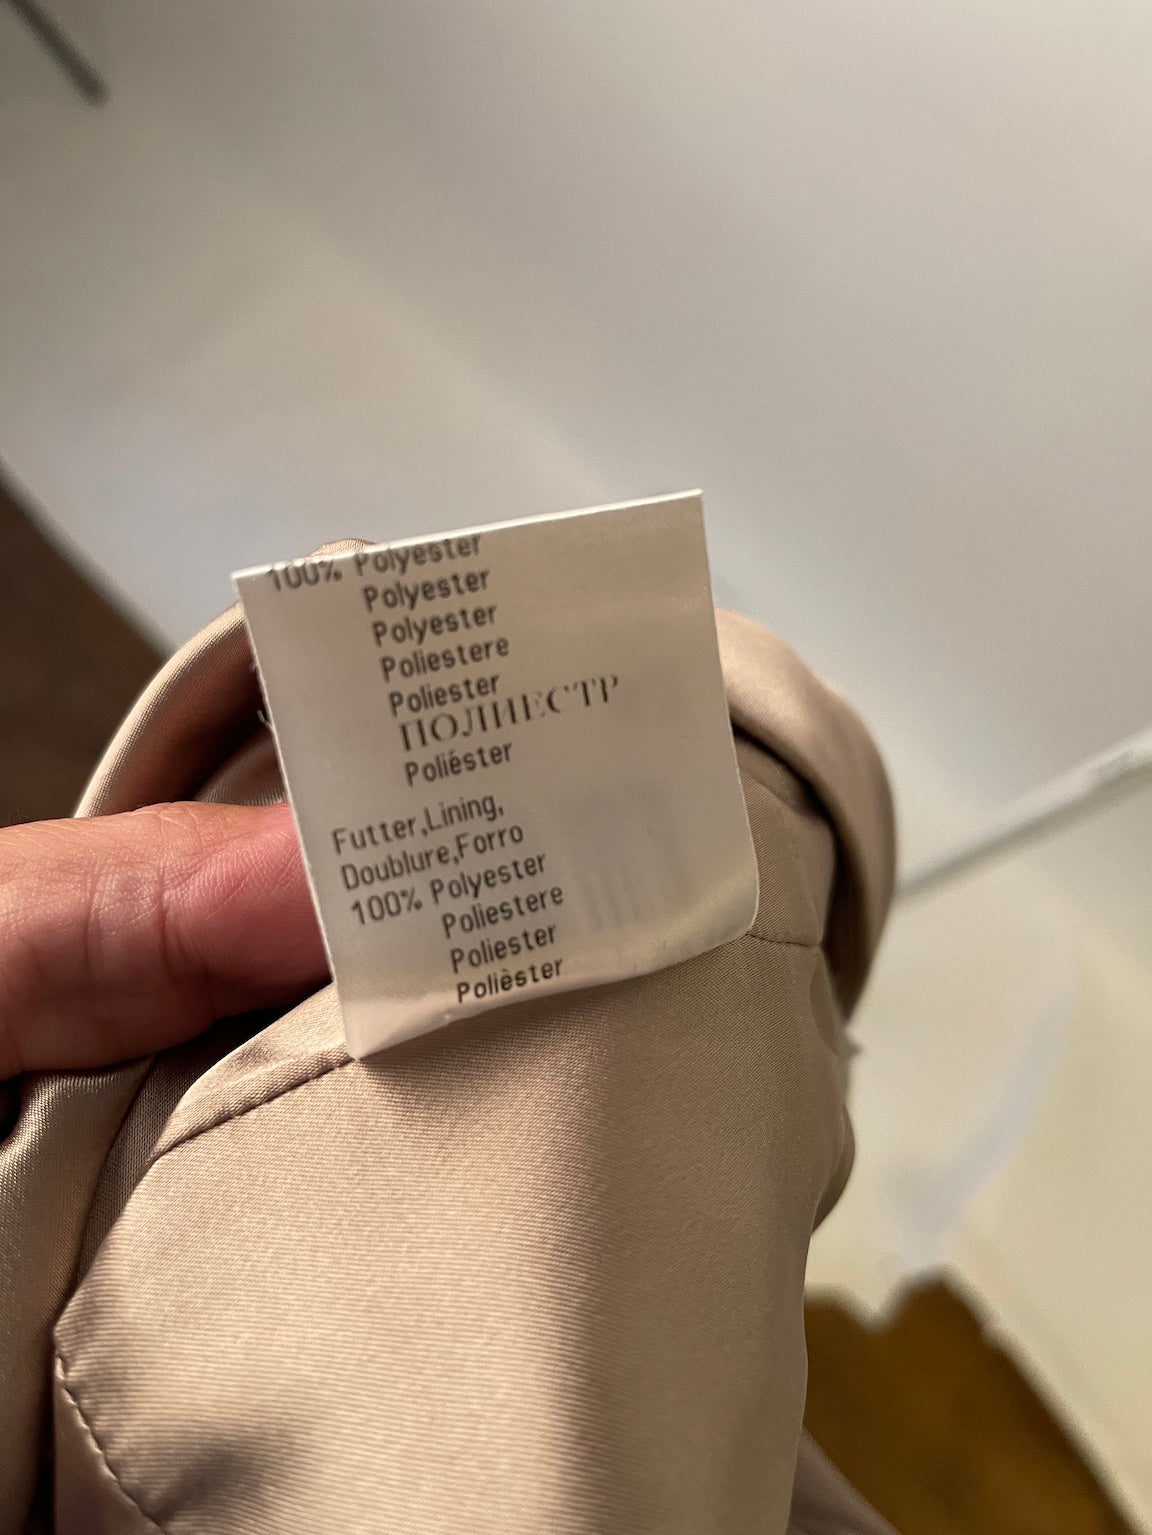 100% Polyester
Polyester
Polyester
Poliestere
Poliester
ПОЛИЕСТР
Poliéster
Futter,Lining,
Doublure,Forro
100% Polyester
Poliestere
Poliester
Polièster